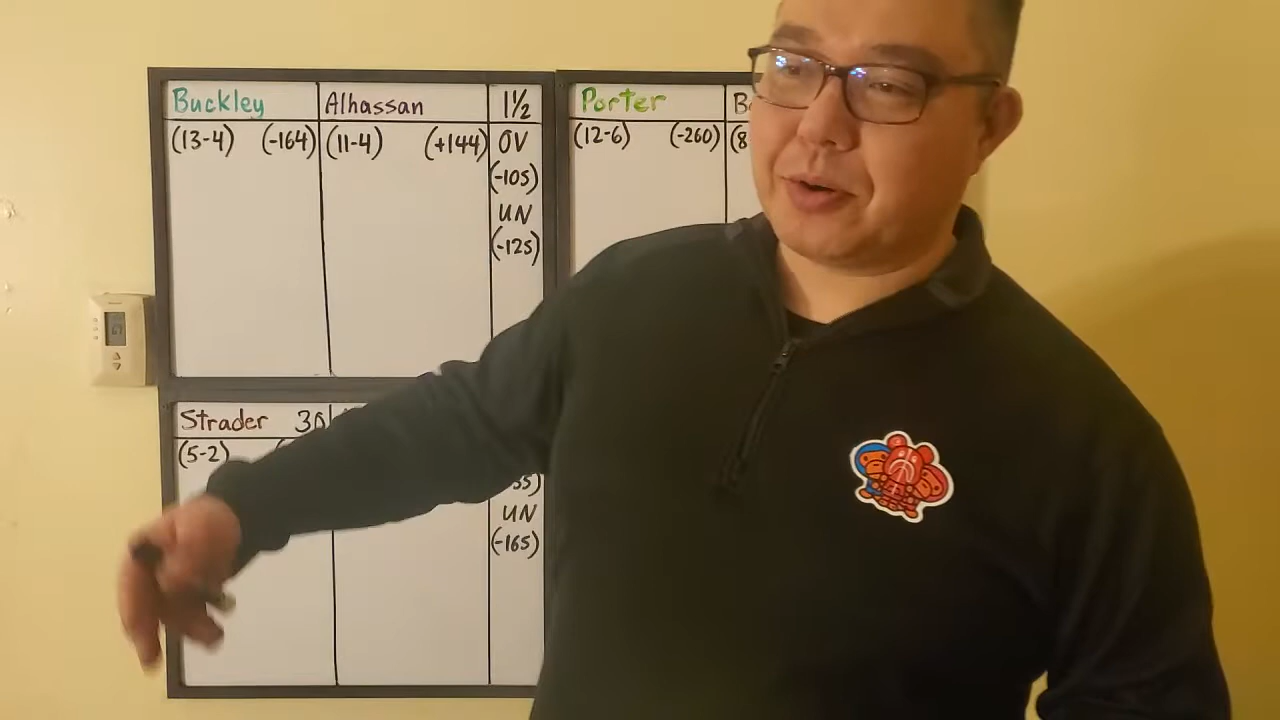 Buckley Alhassan 1½
(13-4) (-164) (11-4) (+144) OV
(-105)
UN
(-125)
Porter
(12-6) (-260) (8
Strader 30
(5-2)
UN
(-165)